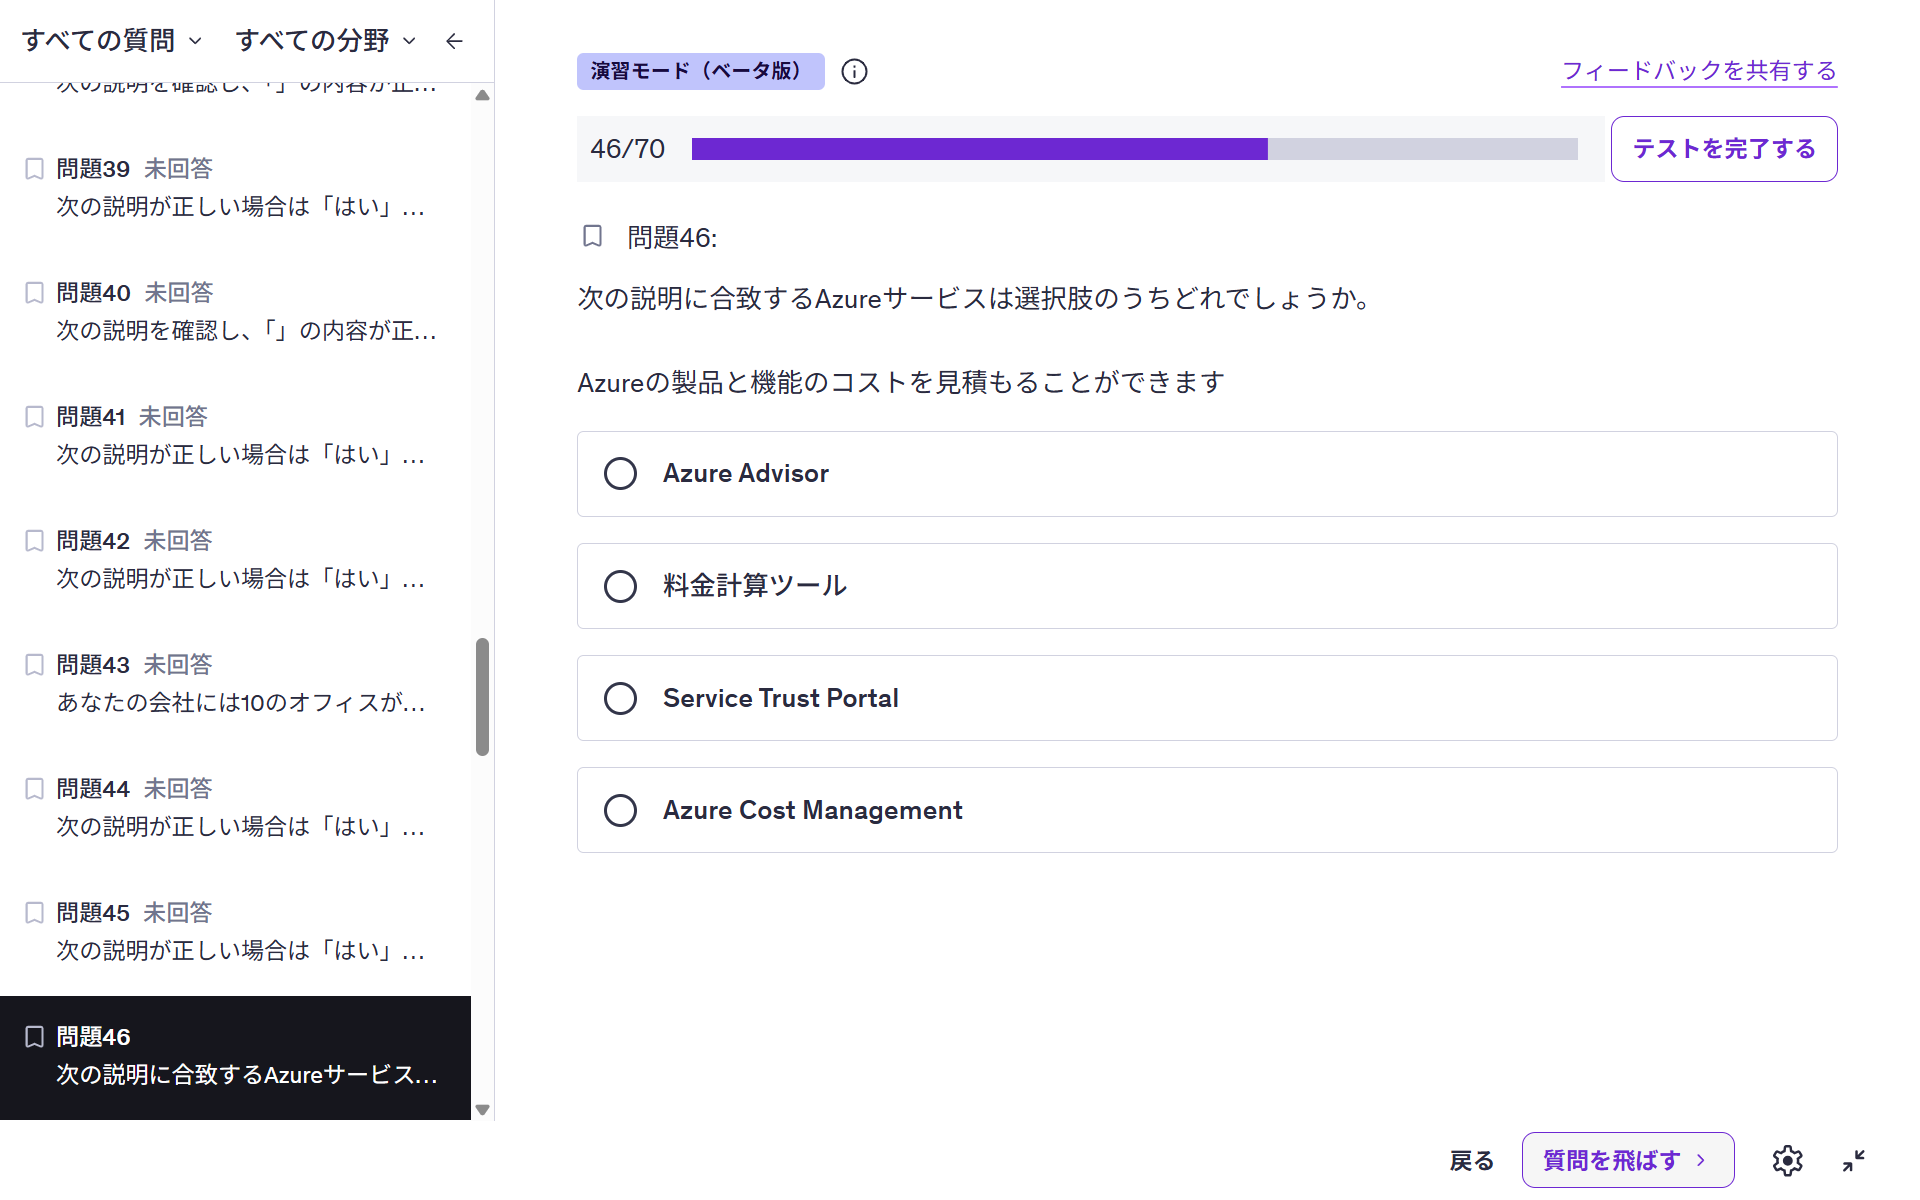 すべての質問
すべての分野
次の説明を確認し、「」の内容が正...
問題39 未回答
次の説明が正しい場合は「はい」...
問題40 未回答
次の説明を確認し、「」の内容が正...
問題41 未回答
次の説明が正しい場合は「はい」...
問題42 未回答
次の説明が正しい場合は「はい」...
問題43 未回答
あなたの会社には10のオフィスが...
問題44 未回答
次の説明が正しい場合は「はい」...
問題45 未回答
次の説明が正しい場合は「はい」...
問題46
次の説明に合致するAzureサービス...
演習モード（ベータ版）
フィードバックを共有する
46/70
テストを完了する
問題46:
次の説明に合致するAzureサービスは選択肢のうちどれでしょうか。
Azureの製品と機能のコストを見積もることができます
Azure Advisor
料金計算ツール
Service Trust Portal
Azure Cost Management
戻る
質問を飛ばす